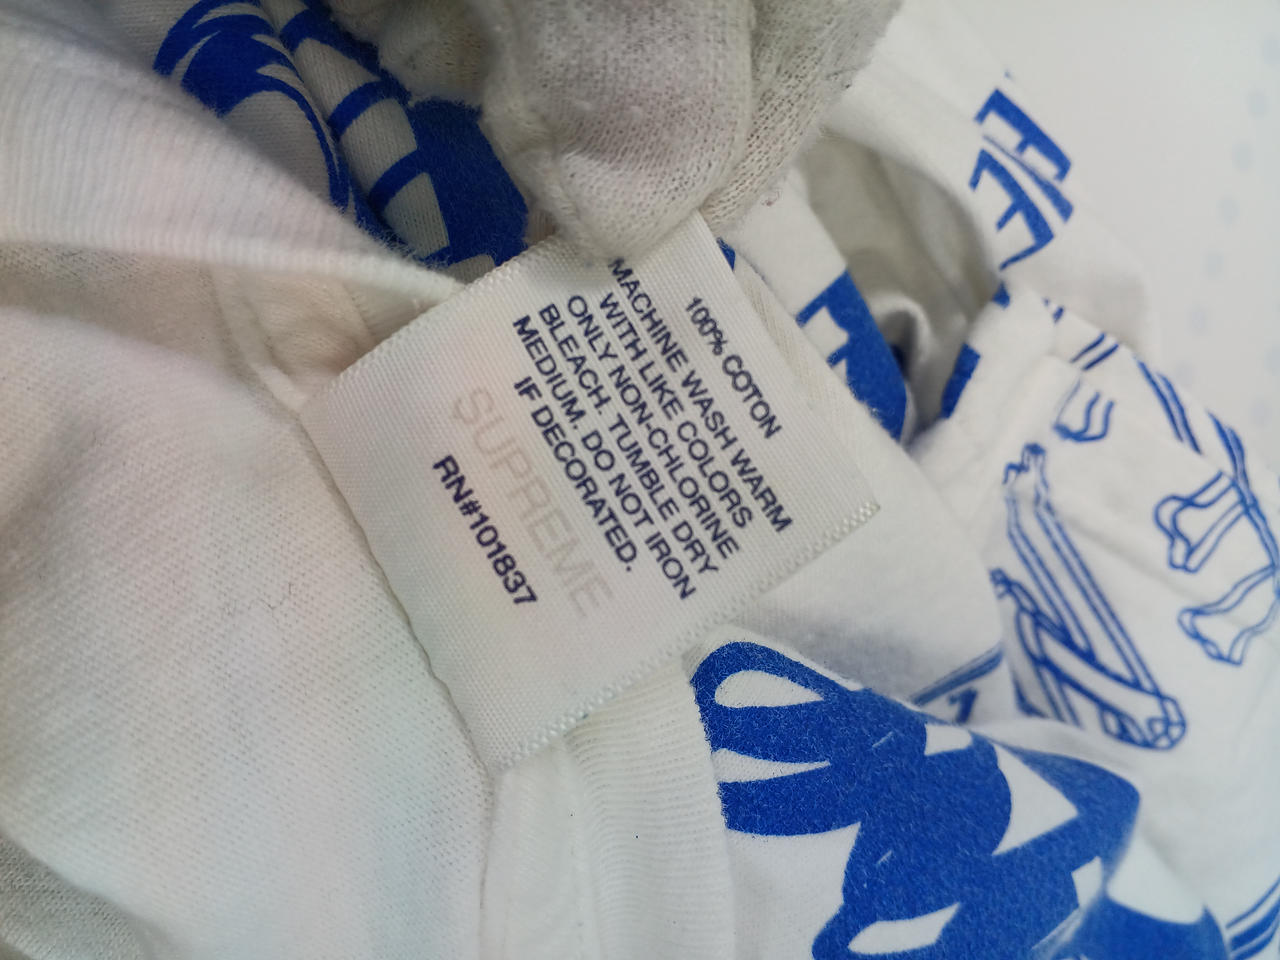 100% COTON
MACHINE WASH WARM
WITH LIKE COLORS
ONLY NON-CHLORINE
BLEACH. TUMBLE DRY
MEDIUM. DO NOT IRON
IF DECORATED.
SUPREME
RN#101837